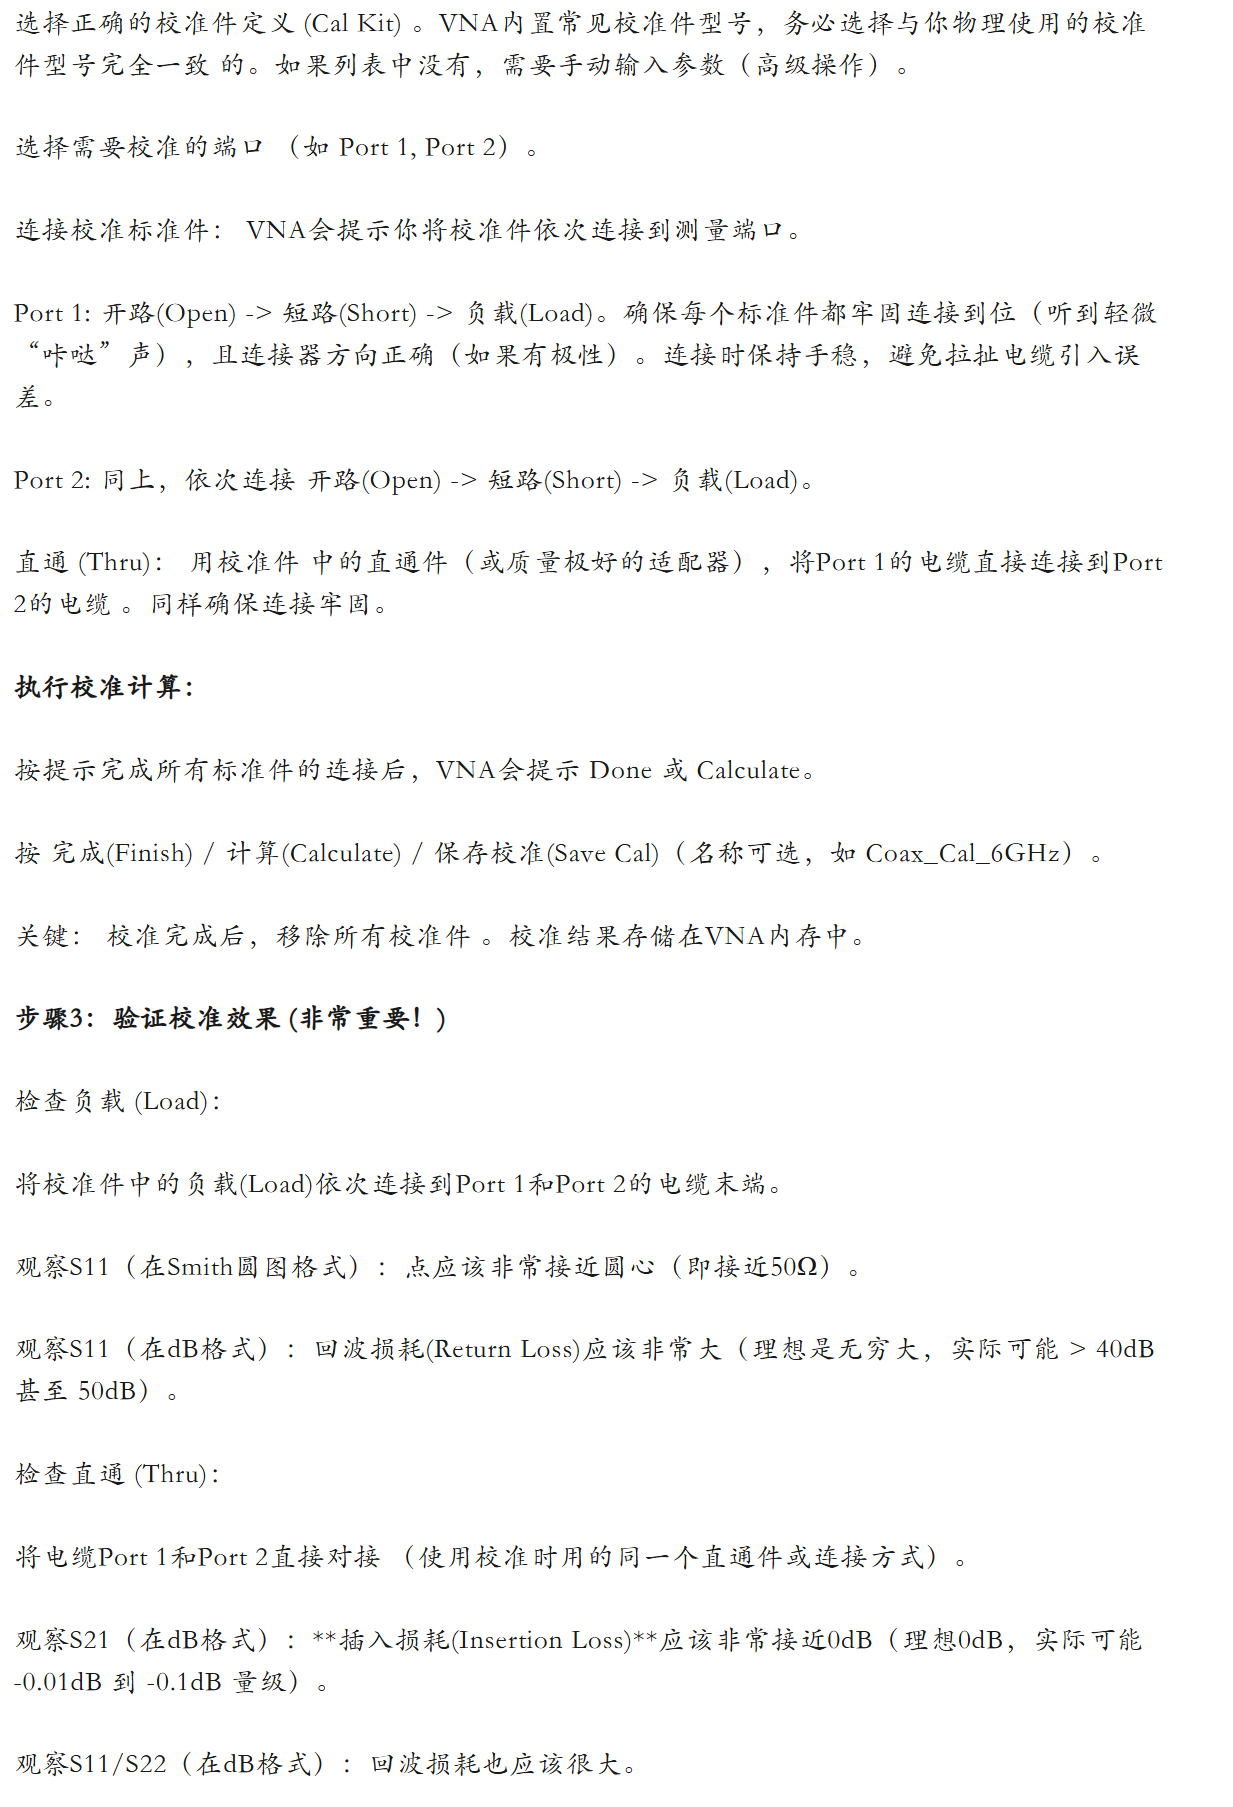 选择正确的校准件定义 (Cal Kit) 。VNA内置常见校准件型号，务必选择与你物理使用的校准
件型号完全一致 的。如果列表中没有，需要手动输入参数（高级操作）。
选择需要校准的端口 （如 Port 1, Port 2）。
连接校准标准件： VNA会提示你将校准件依次连接到测量端口。
Port 1: 开路(Open) -> 短路(Short) -> 负载(Load)。确保每个标准件都牢固连接到位（听到轻微
“咔哒”声），且连接器方向正确（如果有极性）。连接时保持手稳，避免拉扯电缆引入误
差。
Port 2: 同上，依次连接 开路(Open) -> 短路(Short) -> 负载(Load)。
直通 (Thru)： 用校准件 中的直通件（或质量极好的适配器），将Port 1的电缆直接连接到Port
2的电缆 。同样确保连接牢固。
执行校准计算：
按提示完成所有标准件的连接后，VNA会提示 Done 或 Calculate。
按 完成(Finish) / 计算(Calculate) / 保存校准(Save Cal)（名称可选，如 Coax_Cal_6GHz）。
关键： 校准完成后，移除所有校准件 。校准结果存储在VNA内存中。
步骤3：验证校准效果 (非常重要！)
检查负载 (Load)：
将校准件中的负载(Load)依次连接到Port 1和Port 2的电缆末端。
观察S11（在Smith圆图格式）：点应该非常接近圆心（即接近50Ω）。
观察S11（在dB格式）：回波损耗(Return Loss)应该非常大（理想是无穷大，实际可能 > 40dB
甚至 50dB）。
检查直通 (Thru)：
将电缆Port 1和Port 2直接对接 （使用校准时用的同一个直通件或连接方式）。
观察S21（在dB格式）：**插入损耗(Insertion Loss)**应该非常接近0dB（理想0dB，实际可能
-0.01dB 到 -0.1dB 量级）。
观察S11/S22（在dB格式）：回波损耗也应该很大。